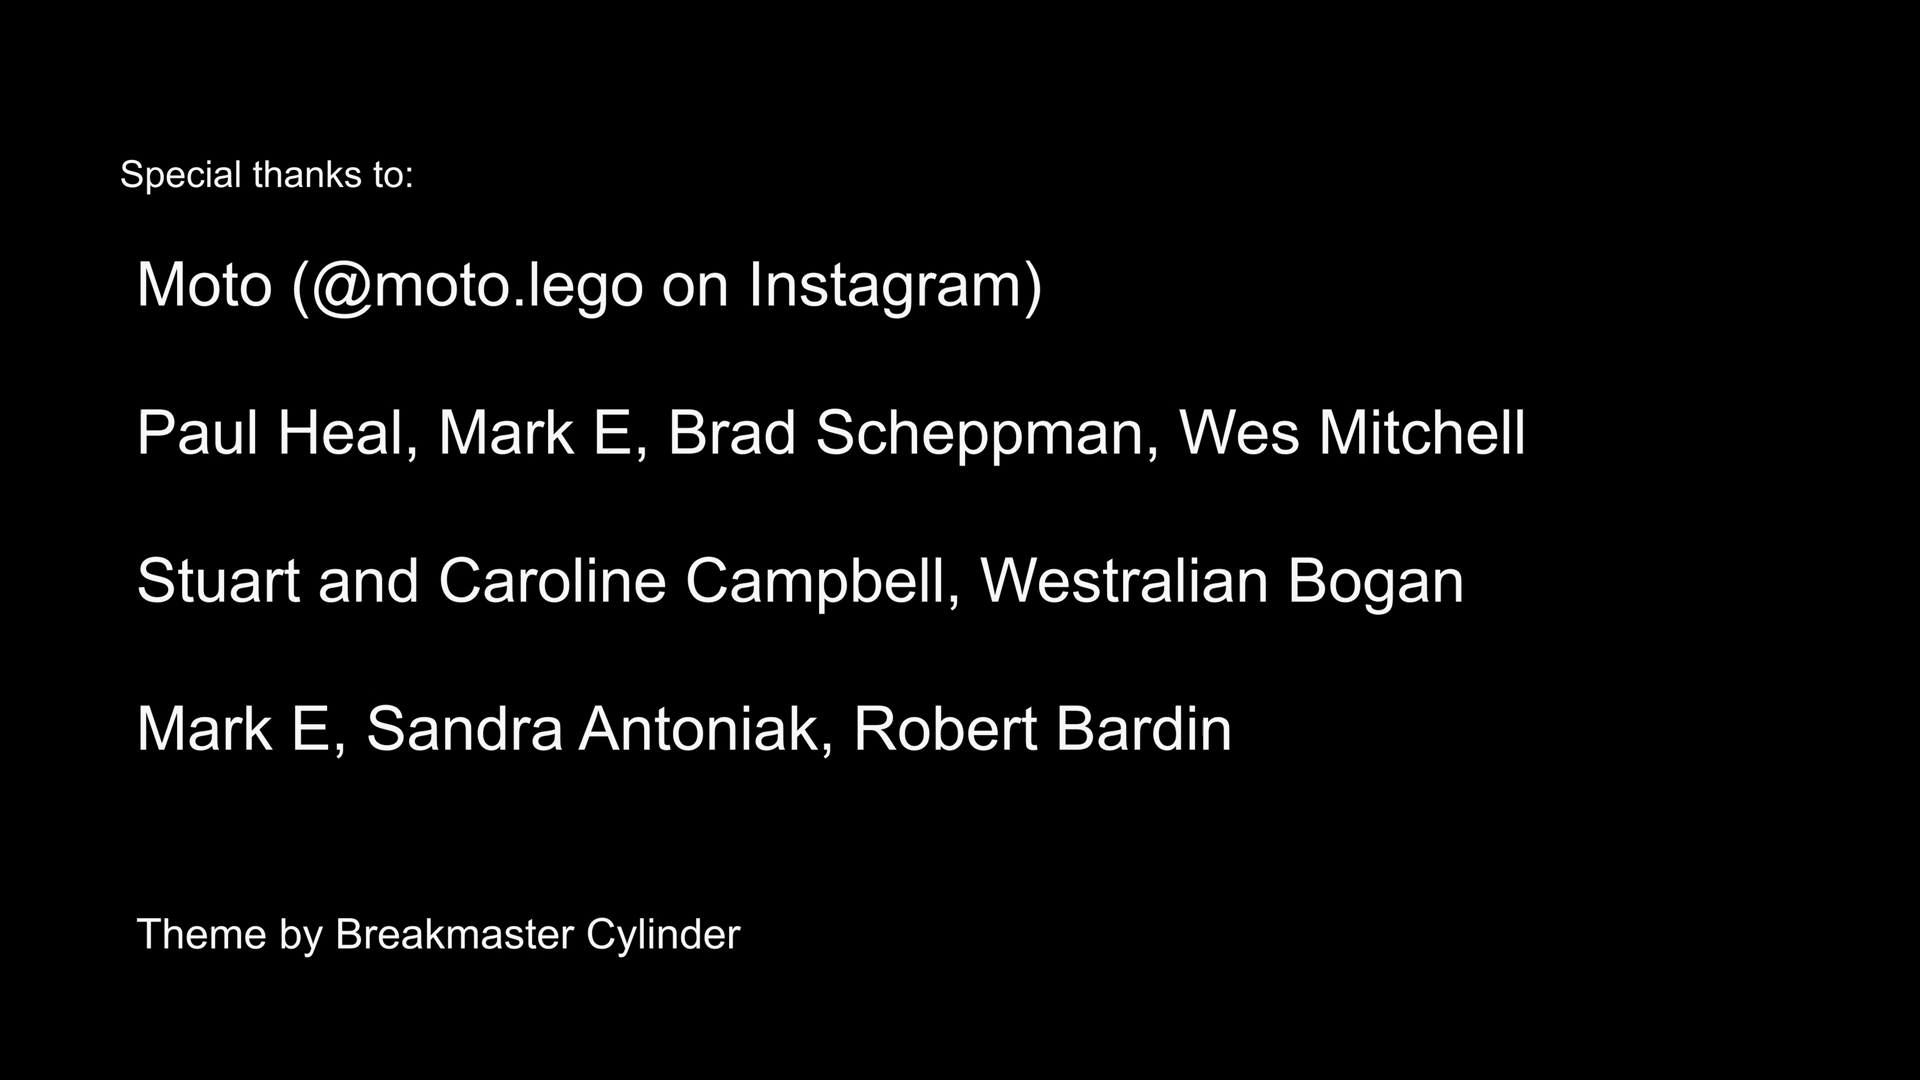 Special thanks to:
Moto (@moto.lego on Instagram)
Paul Heal, Mark E, Brad Scheppman, Wes Mitchell
Stuart and Caroline Campbell, Westralian Bogan
Mark E, Sandra Antoniak, Robert Bardin
Theme by Breakmaster Cylinder